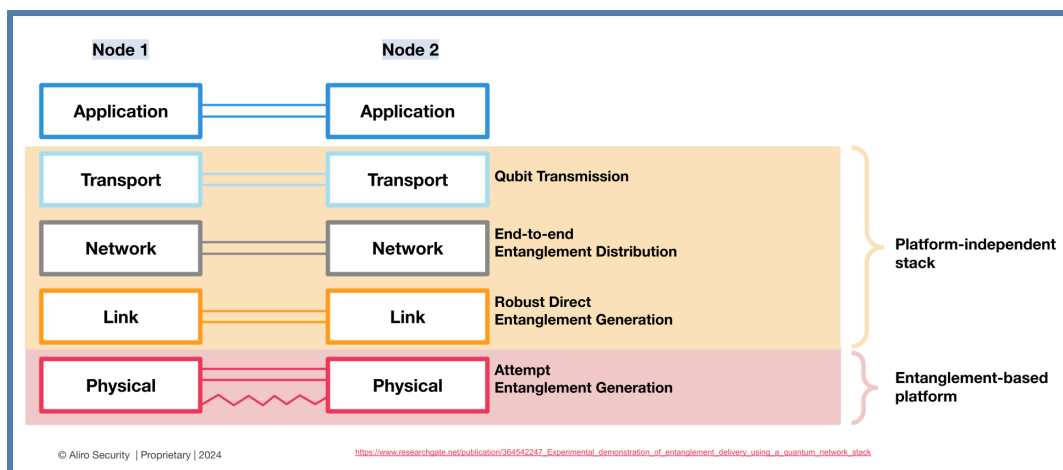 Node 1
Node 2
Application
Application
Transport
Transport
Qubit Transmission
Network
Network
End-to-end
Entanglement Distribution
Platform-independent
stack
Link
Link
Robust Direct
Entanglement Generation
Physical
Physical
Attempt
Entanglement Generation
Entanglement-based
platform
© Aliro Security | Proprietary | 2024
https://www.researchgate.net/publication/364542247_Experimental_demonstration_of_entanglement_delivery_using_a_quantum_network_stack